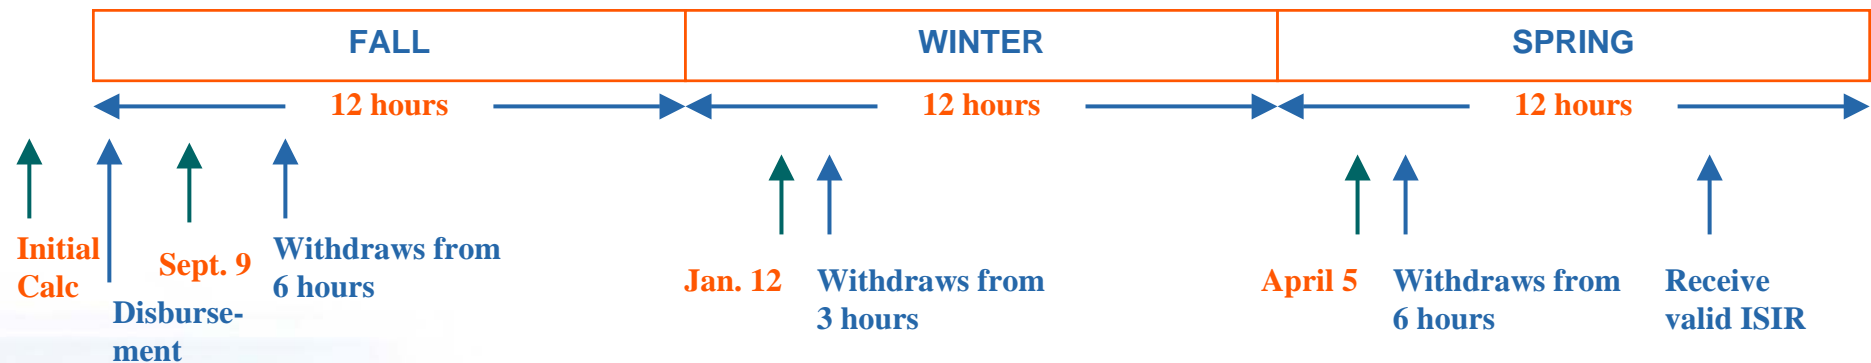 FALL
WINTER
SPRING
12 hours
12 hours
12 hours
Initial
Calc
Disburse-
ment
Sept. 9
Withdraws from
6 hours
Jan. 12
Withdraws from
3 hours
April 5
Withdraws from
6 hours
Receive
valid ISIR